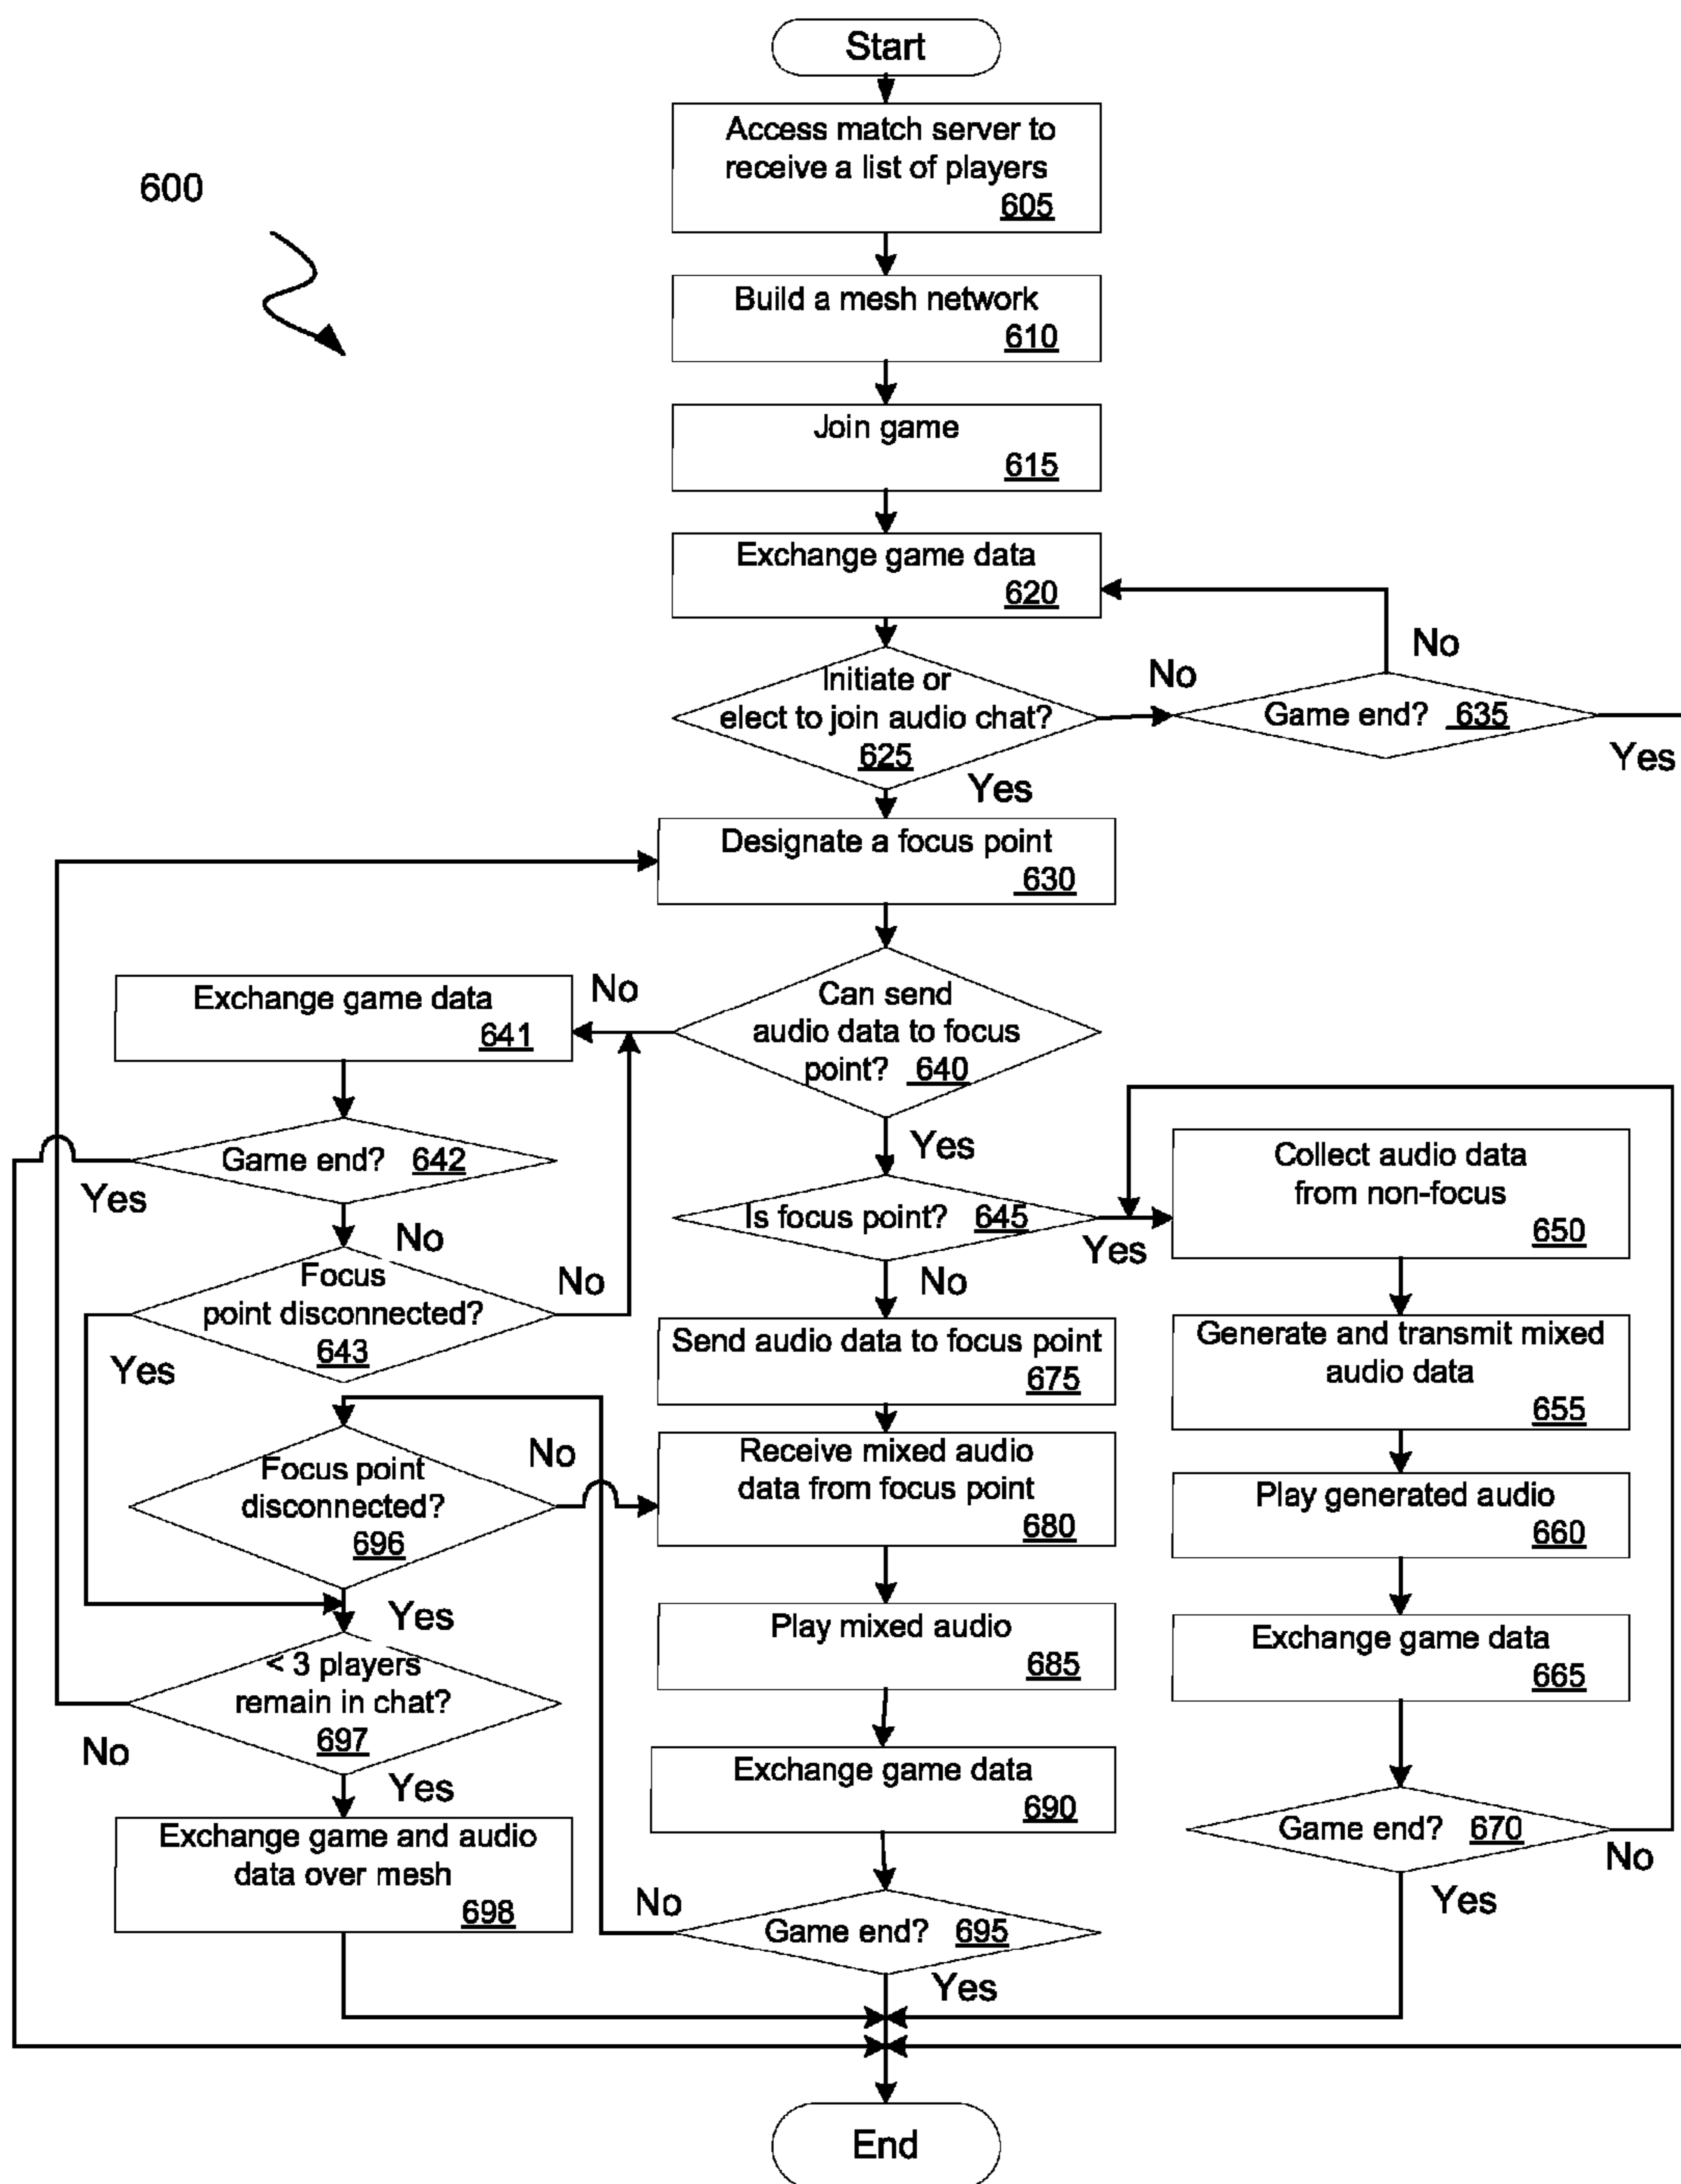 Start
Access match server to
receive a list of players
605
600
Build a mesh network
610
Join game
615
Exchange game data
620
No
Initiate or
elect to join audio chat?
625
No
Game end? 635
Yes
Yes
Designate a focus point
630
Exchange game data
641
No
Can send
audio data to focus
point? 640
Yes
Game end? 642
Yes
No
Is focus point? 645
Yes
No
Collect audio data
from non-focus
650
Focus
point disconnected?
643
No
Yes
Send audio data to focus point
675
Generate and transmit mixed
audio data
655
Focus point
disconnected?
696
No
Yes
Receive mixed audio
data from focus point
680
Play generated audio
660
< 3 players
remain in chat?
697
No
Yes
Play mixed audio
685
Exchange game data
665
Exchange game data
690
Game end? 670
No
Yes
Exchange game and audio
data over mesh
698
No
Game end? 695
Yes
End